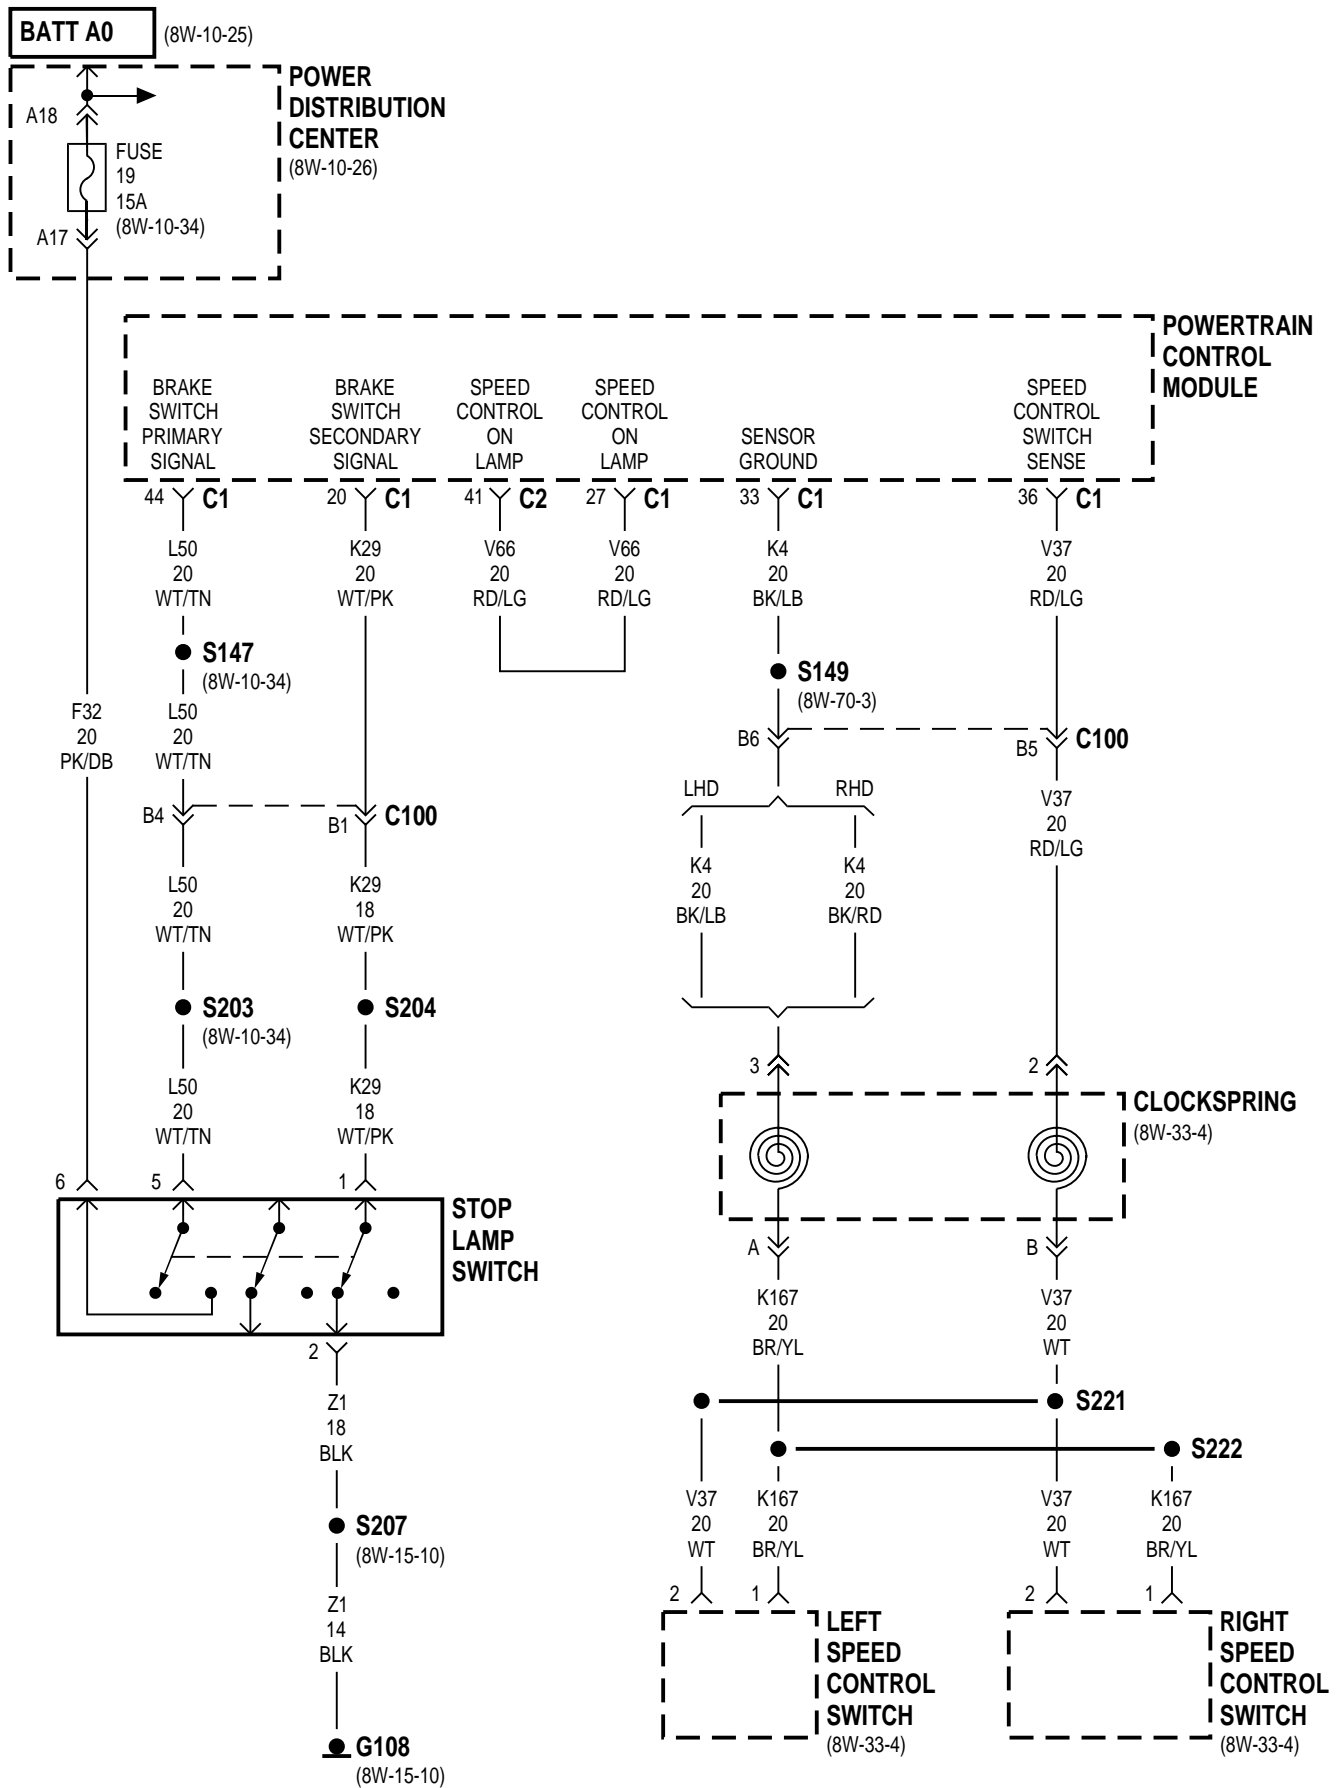 BATT A0 (8W-10-25)
POWER
DISTRIBUTION
CENTER
(8W-10-26)
A18
FUSE
19
15A
(8W-10-34)
A17
POWERTRAIN
CONTROL
MODULE
BRAKE
SWITCH
PRIMARY
SIGNAL
BRAKE
SWITCH
SECONDARY
SIGNAL
SPEED
CONTROL
ON
LAMP
SPEED
CONTROL
ON
LAMP
SENSOR
GROUND
SPEED
CONTROL
SWITCH
SENSE
44 C1 20 C1 41 C2 27 C1 33 C1 36 C1
L50
20
WT/TN
K29
20
WT/PK
V66
20
RD/LG
V66
20
RD/LG
K4
20
BK/LB
V37
20
RD/LG
S147
(8W-10-34)
S149
(8W-70-3)
F32
20
PK/DB
L50
20
WT/TN
B6 B5 C100
LHD RHD
V37
20
RD/LG
B4 B1 C100
K4
20
BK/LB
K4
20
BK/RD
L50
20
WT/TN
K29
18
WT/PK
S203
(8W-10-34)
S204
L50
20
WT/TN
K29
18
WT/PK
3 2
CLOCKSPRING
(8W-33-4)
6 5 1
STOP
LAMP
SWITCH
A B
K167
20
BR/YL
V37
20
WT
2
Z1
18
BLK
S221
S222
V37
20
WT
K167
20
BR/YL
V37
20
WT
K167
20
BR/YL
S207
(8W-15-10)
2 1 2 1
Z1
14
BLK
LEFT
SPEED
CONTROL
SWITCH
(8W-33-4)
RIGHT
SPEED
CONTROL
SWITCH
(8W-33-4)
G108
(8W-15-10)